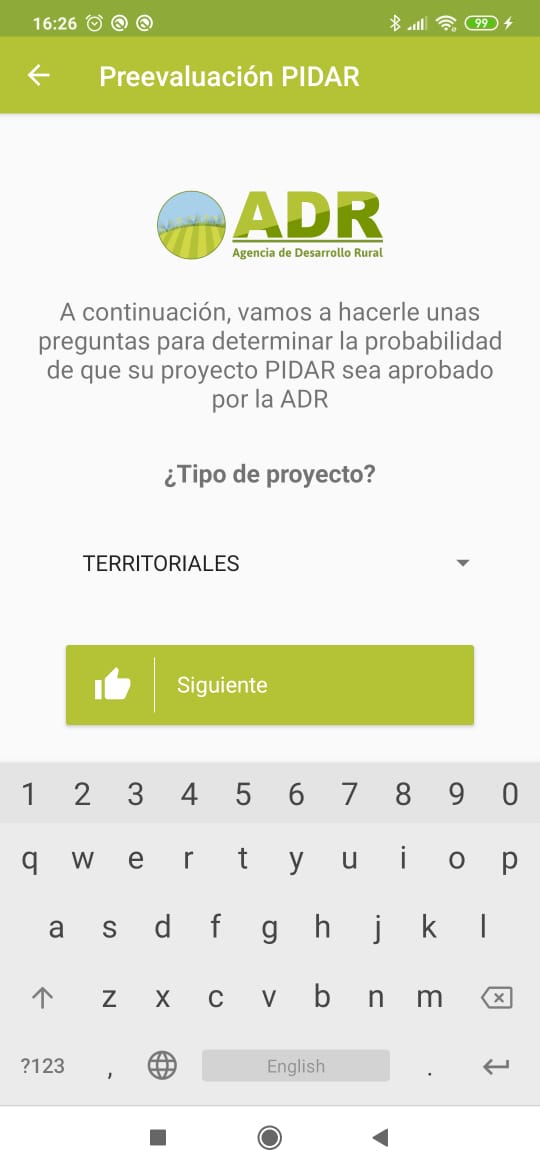 16:26
99
Preevaluación PIDAR
ADR
Agencia de Desarrollo Rural
A continuación, vamos a hacerle unas
preguntas para determinar la probabilidad
de que su proyecto PIDAR sea aprobado
por la ADR
¿Tipo de proyecto?
TERRITORIALES
Siguiente
1 2 3 4 5 6 7 8 9 0
q w e r t y u i o p
a s d f g h j k l
z x c v b n m
?123 , English .